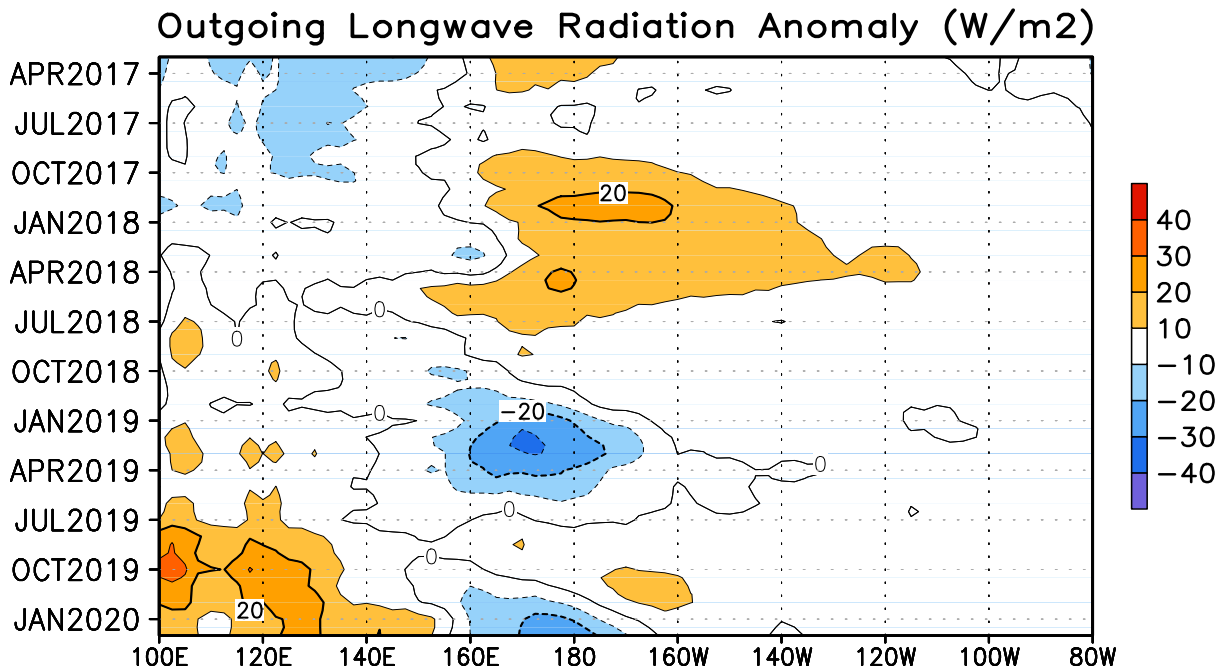 Outgoing Longwave Radiation Anomaly (W/m2)
APR2017
JUL2017
OCT2017
20
JAN2018
APR2018
0
JUL2018
0
OCT2018
-20
JAN2019
0
0
APR2019
0
JUL2019
0
OCT2019
20
JAN2020
100E 120E 140E 160E 180 160W 140W 120W 100W 80W
40
30
20
10
-10
-20
-30
-40